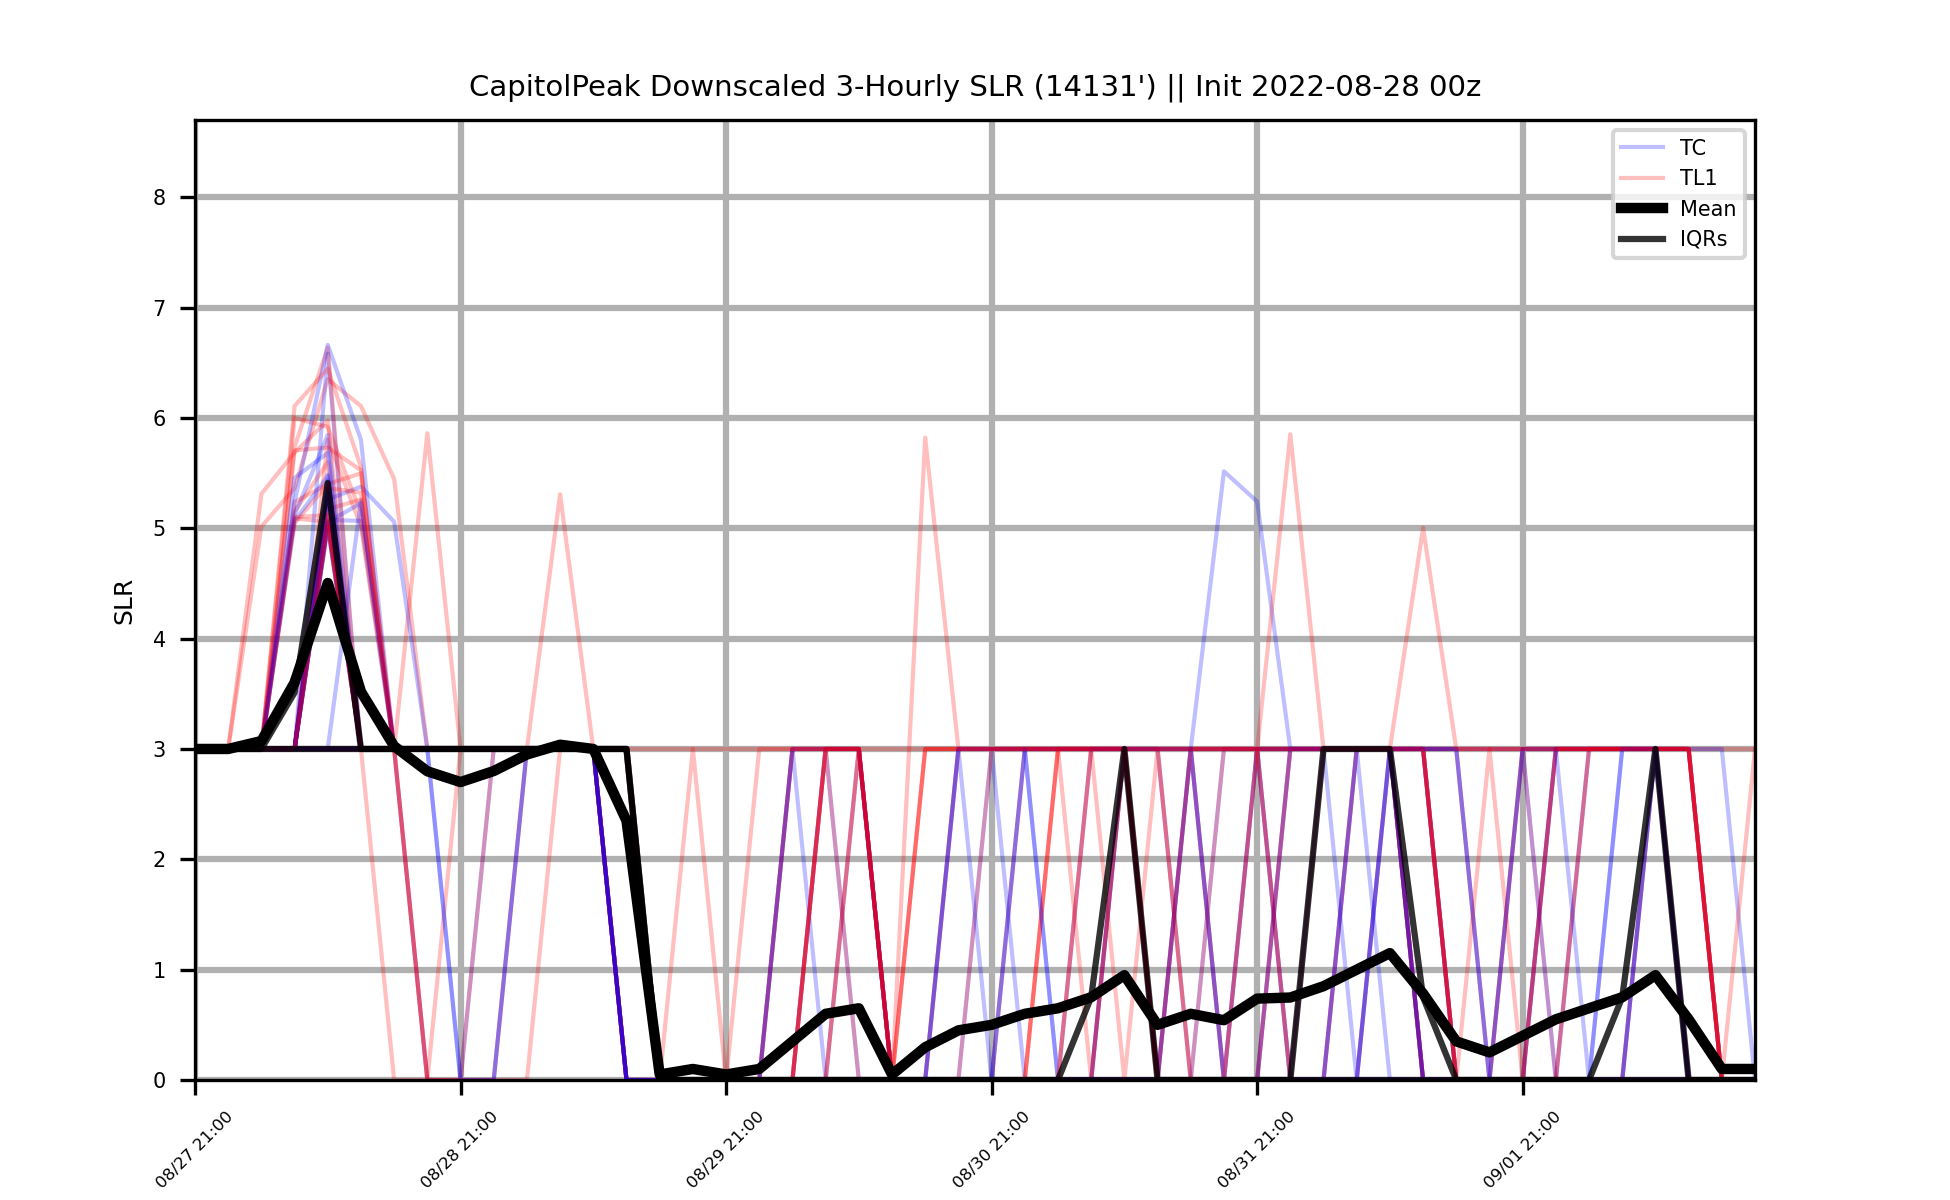 CapitolPeak Downscaled 3-Hourly SLR (14131') || Init 2022-08-28 00z
TC
TL1
Mean
IQRs
8
7
6
5
4
3
2
1
0
SLR
08/27 21:00
08/28 21:00
08/29 21:00
08/30 21:00
08/31 21:00
09/01 21:00